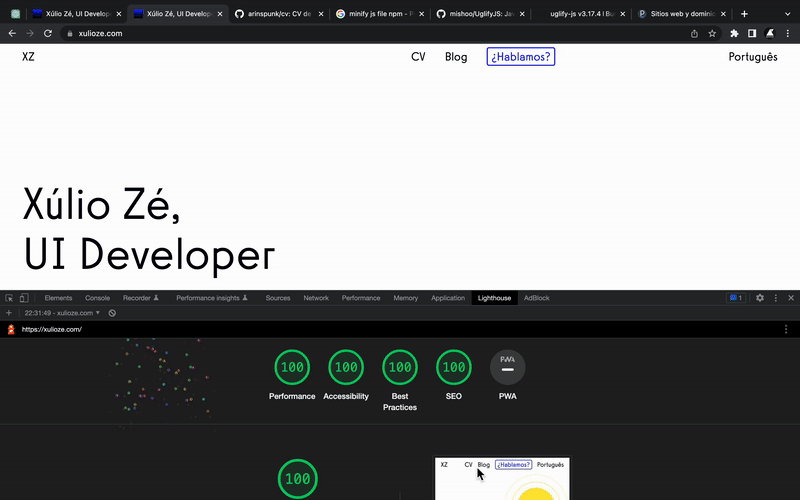 Xúlio Zé, UI Develope
Xúlio Zé, UI Develope
arinspunk/cv: CV de
minify js file npm -
mishoo/UglifyJS: Jav
uglify-js v3.17.4 | Bu
Sitios web y domini
xulioze.com
XZ
CV
Blog
¿Hablamos?
Português
Xúlio Zé,
UI Developer
Elements
Console
Recorder
Performance insights
Sources
Network
Performance
Memory
Application
Lighthouse
AdBlock
1
22:31:49 - xulioze.com
https://xulioze.com/
100
100
100
100
PWA
Performance
Accessibility
Best
Practices
SEO
PWA
100
XZ
CV
Blog
¿Hablamos?
Português